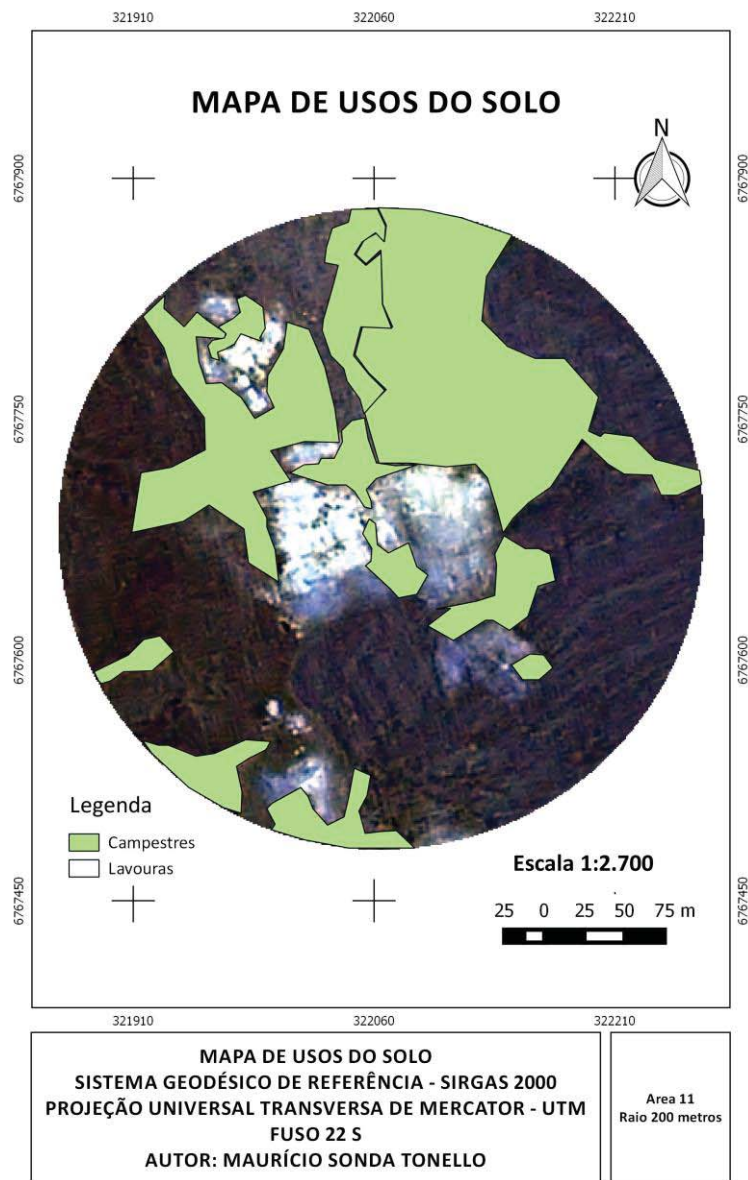 321910 322060 322210
MAPA DE USOS DO SOLO
N
6767900 6767900
6767750 6767750
6767600 6767600
Legenda
Campestres
Lavouras
Escala 1:2.700
6767450 6767450
25 0 25 50 75 m
321910 322060 322210
MAPA DE USOS DO SOLO
SISTEMA GEODÉSICO DE REFERÊNCIA - SIRGAS 2000
PROJEÇÃO UNIVERSAL TRANSVERSA DE MERCATOR - UTM
FUSO 22 S
AUTOR: MAURÍCIO SONDA TONELLO
Area 11
Raio 200 metros